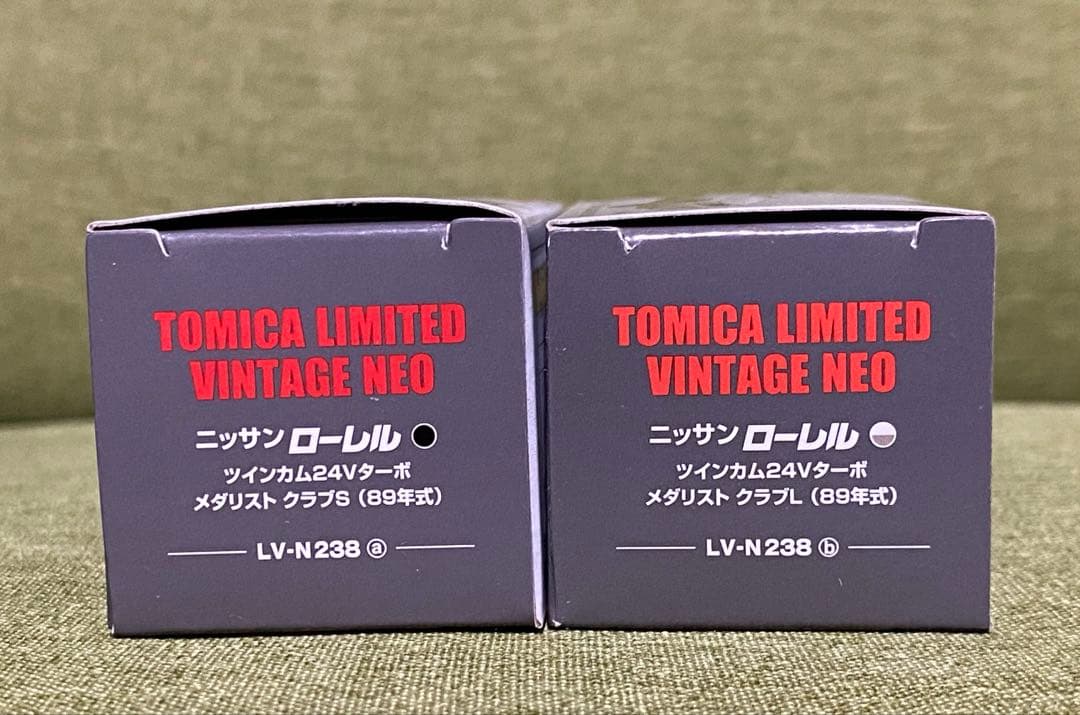 TOMICA LIMITED
VINTAGE NEO
ニッサン ローレル
ツインカム24Vターボ
メダリスト クラブS（89年式）
LV-N238 ⓐ
TOMICA LIMITED
VINTAGE NEO
ニッサン ローレル
ツインカム24Vターボ
メダリスト クラブL（89年式）
LV-N238 ⓑ